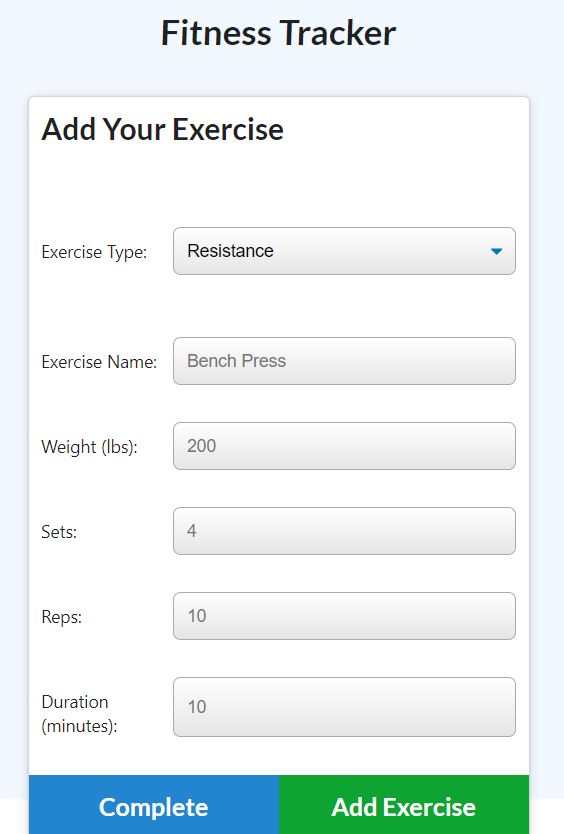 Fitness Tracker
Add Your Exercise
Exercise Type: Resistance
Exercise Name: Bench Press
Weight (lbs): 200
Sets: 4
Reps: 10
Duration
(minutes): 10
Complete Add Exercise